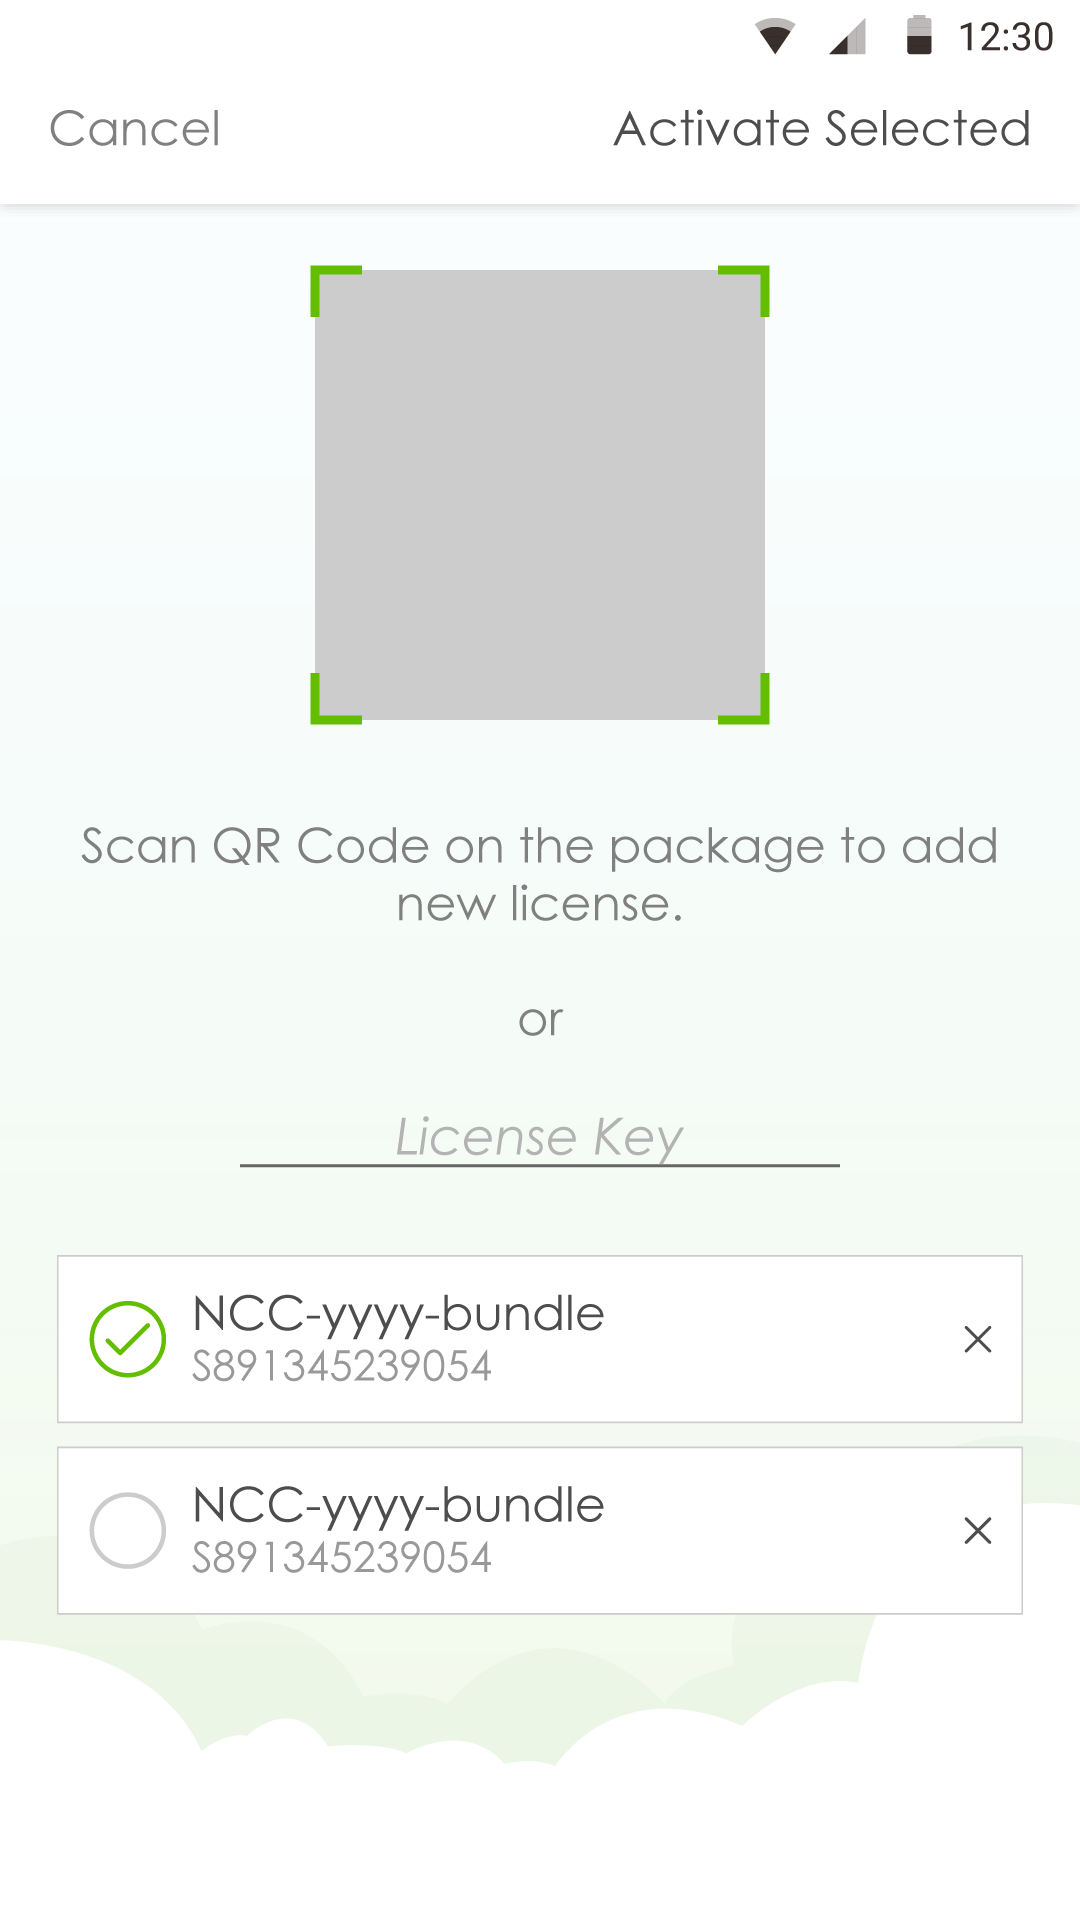 12:30
Cancel
Activate Selected
Scan QR Code on the package to add
new license.
or
License Key
NCC-yyyy-bundle
S891345239054
NCC-yyyy-bundle
S891345239054